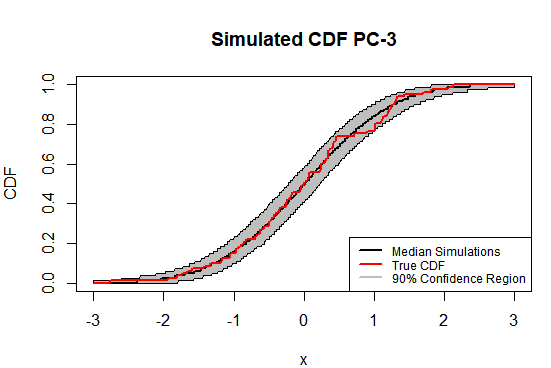 Simulated CDF PC-3
CDF
1.0
0.8
0.6
0.4
0.2
0.0
Median Simulations
True CDF
90% Confidence Region
-3 -2 -1 0 1 2 3
x